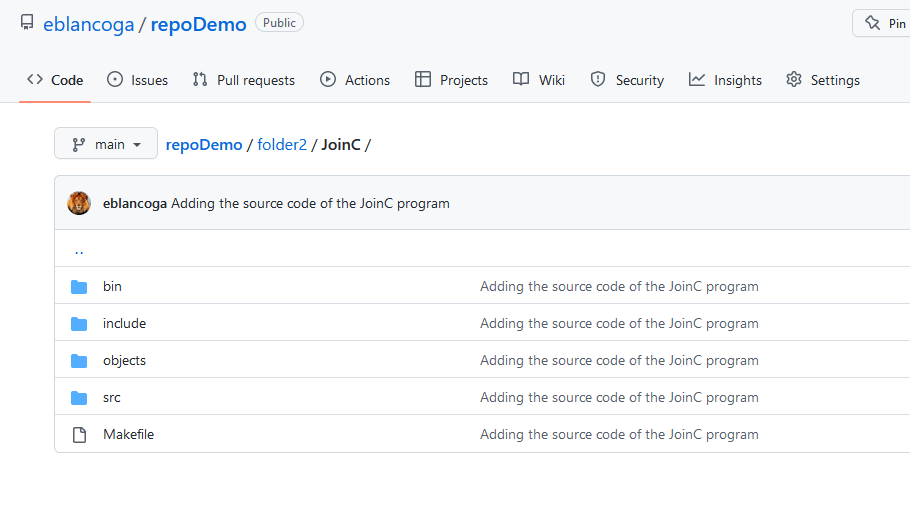 eblancoga / repoDemo Public Pin
Code Issues Pull requests Actions Projects Wiki Security Insights Settings
main repoDemo / folder2 / JoinC /
eblancoga Adding the source code of the JoinC program
..
bin Adding the source code of the JoinC program
include Adding the source code of the JoinC program
objects Adding the source code of the JoinC program
src Adding the source code of the JoinC program
Makefile Adding the source code of the JoinC program